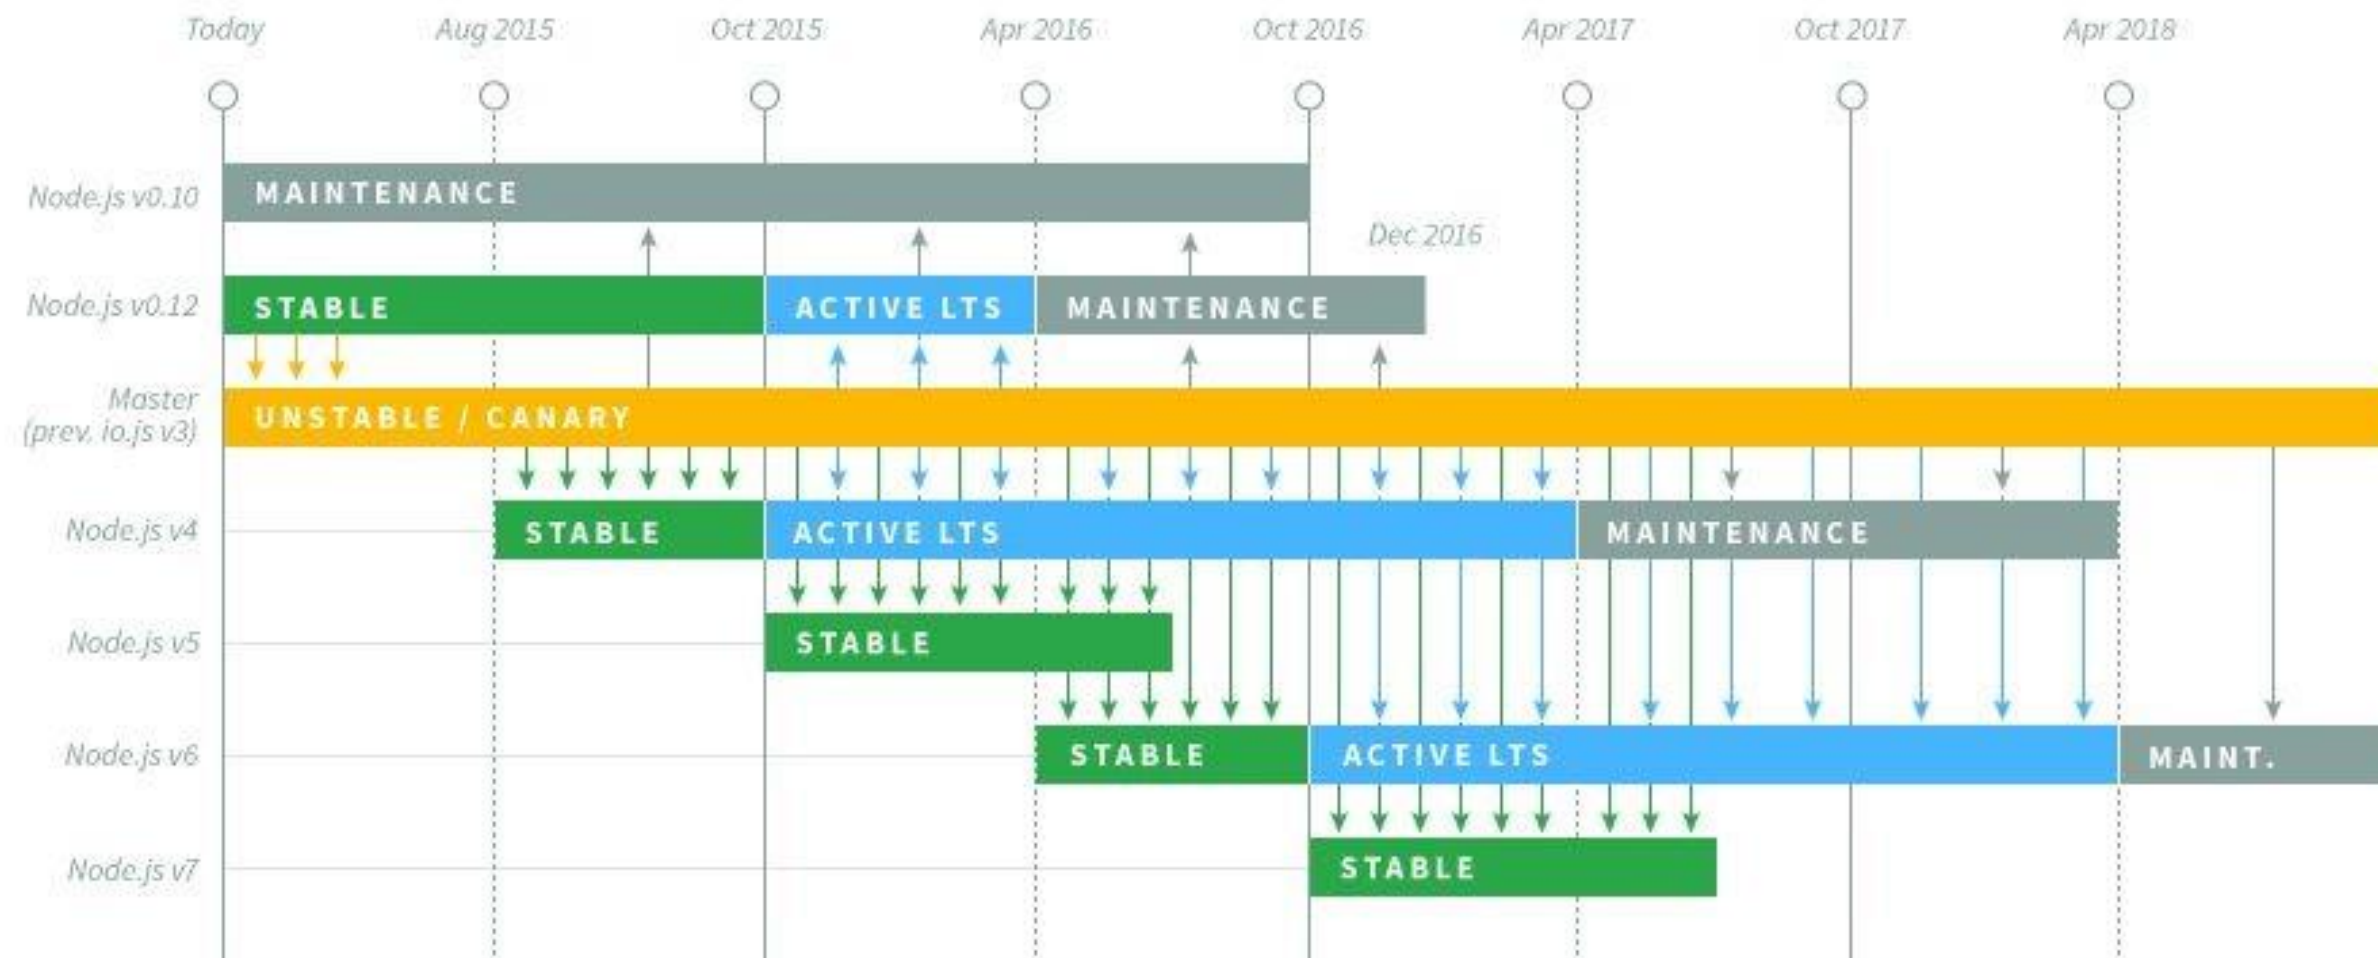 Today
Aug 2015
Oct 2015
Apr 2016
Oct 2016
Apr 2017
Oct 2017
Apr 2018
Node.js v0.10
MAINTENANCE
Dec 2016
Node.js v0.12
STABLE
ACTIVE LTS
MAINTENANCE
Master
(prev. io.js v3)
UNSTABLE / CANARY
Node.js v4
STABLE
ACTIVE LTS
MAINTENANCE
Node.js v5
STABLE
Node.js v6
STABLE
ACTIVE LTS
MAINT.
Node.js v7
STABLE